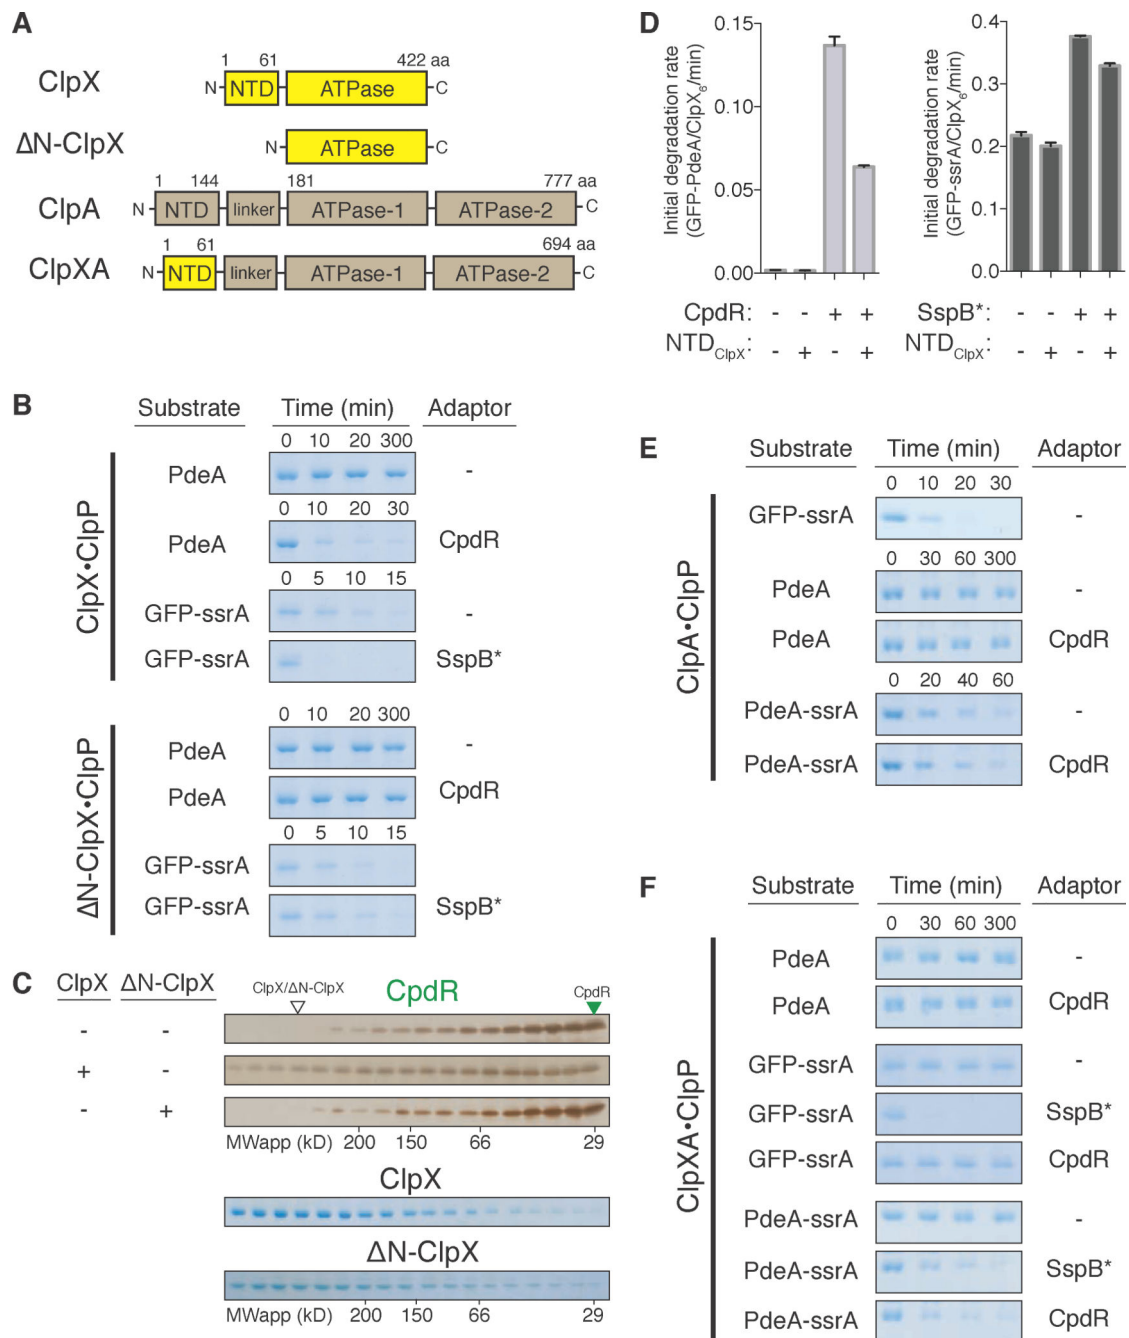 A
ClpX
1 61 422 aa
N NTD ATPase C
ΔN-ClpX
N ATPase C
ClpA
1 144 181 777 aa
N NTD linker ATPase-1 ATPase-2 C
ClpXA
1 61 694 aa
N NTD linker ATPase-1 ATPase-2 C
B
Substrate Time (min) Adaptor
ClpX•ClpP
0 10 20 300
PdeA -
0 10 20 30
PdeA CpdR
0 5 10 15
GFP-ssrA -
GFP-ssrA SspB*
ΔN-ClpX•ClpP
0 10 20 300
PdeA -
PdeA CpdR
0 5 10 15
GFP-ssrA
GFP-ssrA SspB*
C
ClpX ΔN-ClpX
ClpX/ΔN-ClpX CpdR CpdR
- -
+ -
- +
MWapp (kD) 200 150 66 29
ClpX
ΔN-ClpX
MWapp (kD) 200 150 66 29
D
Initial degradation rate
(GFP-PdeA/ClpX6/min)
0.15
0.10
0.05
0.00
CpdR: - - + +
NTDClpX: - + - +
Initial degradation rate
(GFP-ssrA/ClpX6/min)
0.4
0.3
0.2
0.1
0.0
SspB*: - - + +
NTDClpX: - + - +
E
Substrate Time (min) Adaptor
ClpA•ClpP
0 10 20 30
GFP-ssrA -
0 30 60 300
PdeA -
PdeA CpdR
0 20 40 60
PdeA-ssrA -
PdeA-ssrA CpdR
F
Substrate Time (min) Adaptor
ClpXA•ClpP
0 30 60 300
PdeA -
PdeA CpdR
GFP-ssrA -
GFP-ssrA SspB*
GFP-ssrA CpdR
PdeA-ssrA -
PdeA-ssrA SspB*
PdeA-ssrA CpdR